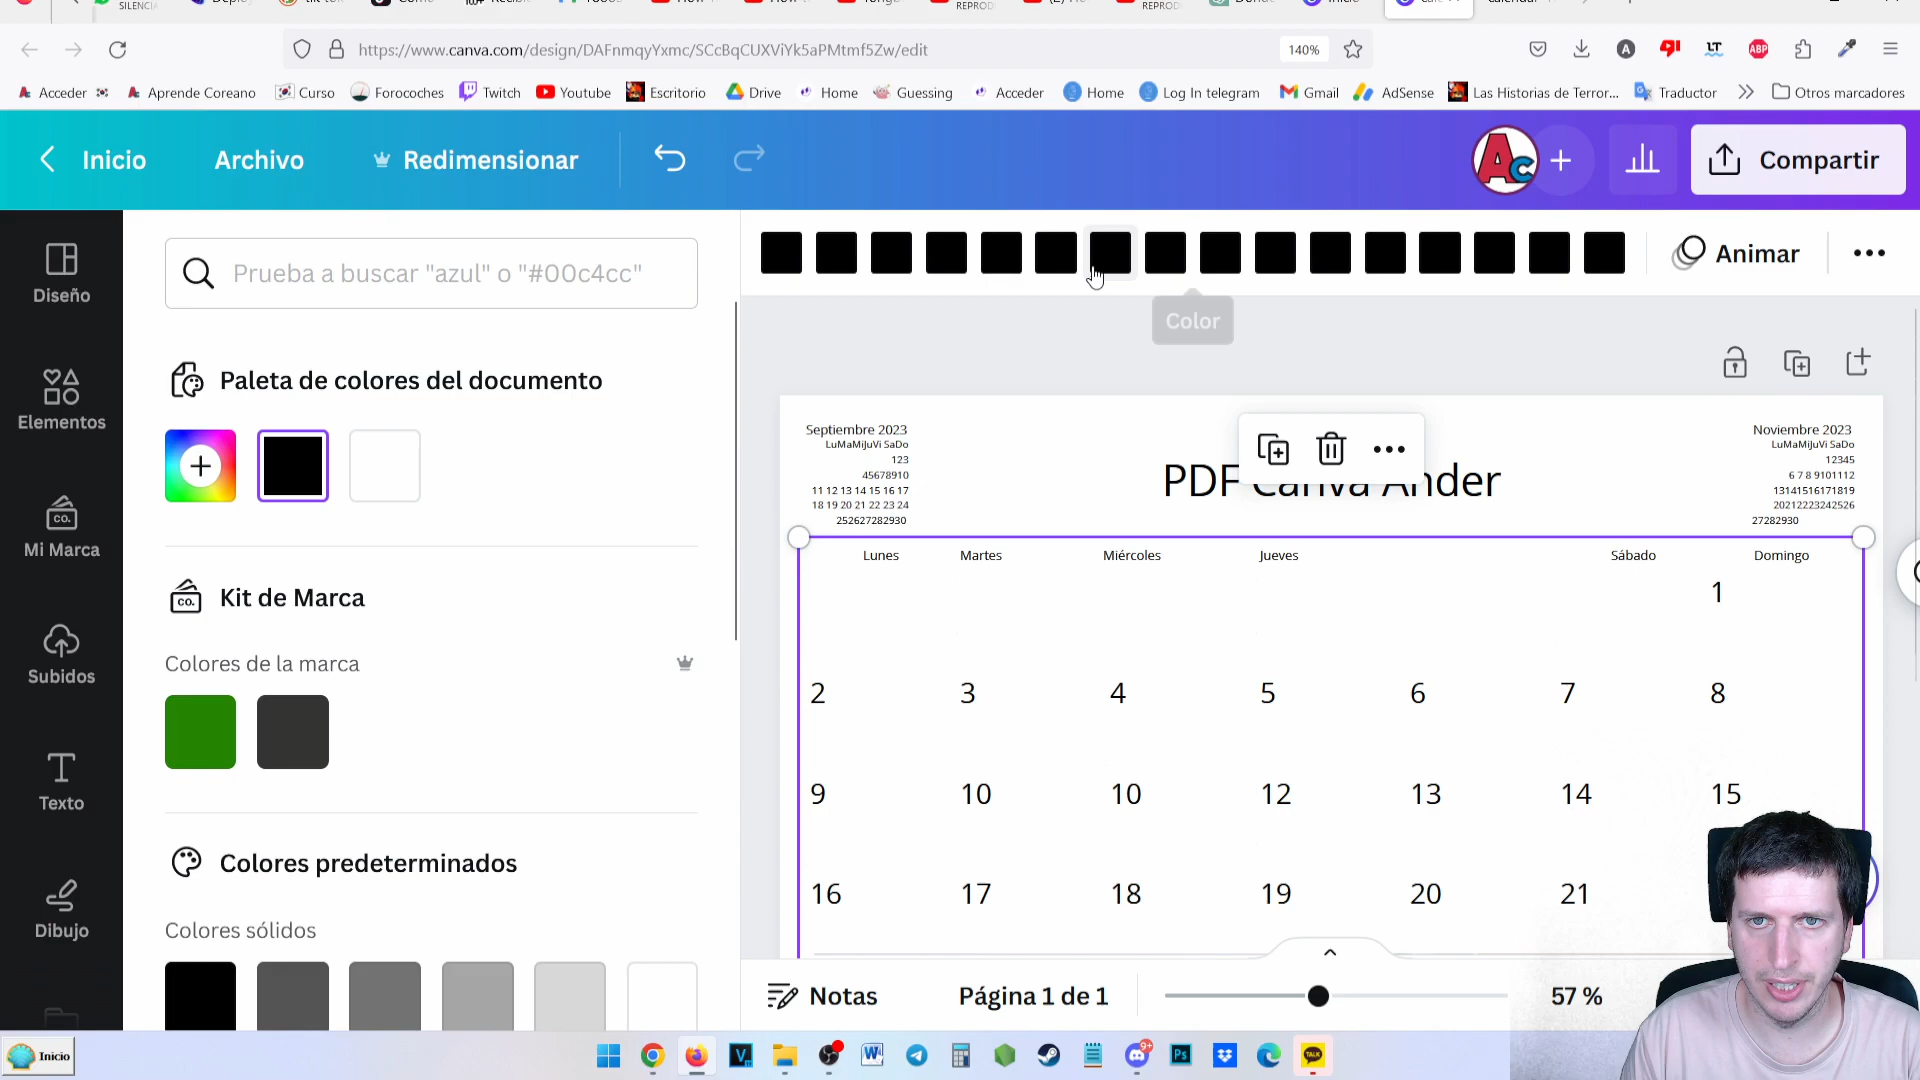 SILENCIA
REPROD
REPROD
https://www.canva.com/design/DAFnmqyYxmc/SCcBqCUXViYk5aPMtmf5Zw/edit
140%
Acceder
Aprende Coreano
Curso
Forocoches
Twitch
Youtube
Escritorio
Drive
Home
Guessing
Acceder
Home
Log In telegram
Gmail
AdSense
Las Historias de Terror...
Traductor
Otros marcadores
Inicio
Archivo
Redimensionar
Compartir
Diseño
Elementos
Mi Marca
Subidos
Texto
Dibujo
Prueba a buscar "azul" o "#00c4cc"
Paleta de colores del documento
Kit de Marca
Colores de la marca
Colores predeterminados
Colores sólidos
Animar
Color
Septiembre 2023
LuMaMiJuVi SaDo
123
45678910
11 12 13 14 15 16 17
18 19 20 21 22 23 24
252627282930
PDF Canva Ander
Noviembre 2023
LuMaMiJuVi SaDo
12345
6 7 8 9101112
13141516171819
20212223242526
27282930
Lunes Martes Miércoles Jueves Sábado Domingo
1
2 3 4 5 6 7 8
9 10 10 12 13 14 15
16 17 18 19 20 21
Notas
Página 1 de 1
57 %
Inicio